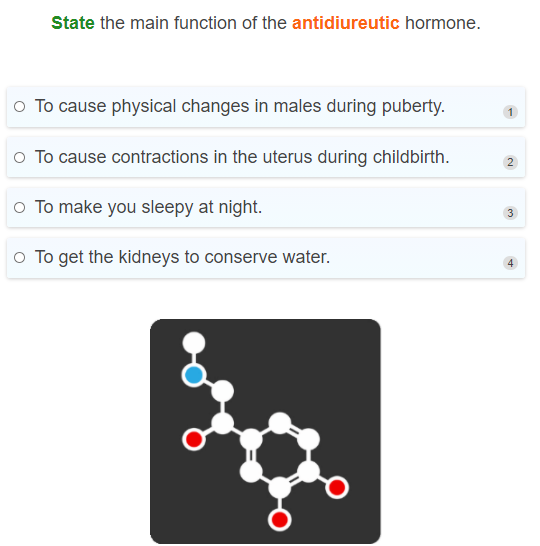 State the main function of the antidiureutic hormone.
To cause physical changes in males during puberty. 1
To cause contractions in the uterus during childbirth. 2
To make you sleepy at night. 3
To get the kidneys to conserve water. 4